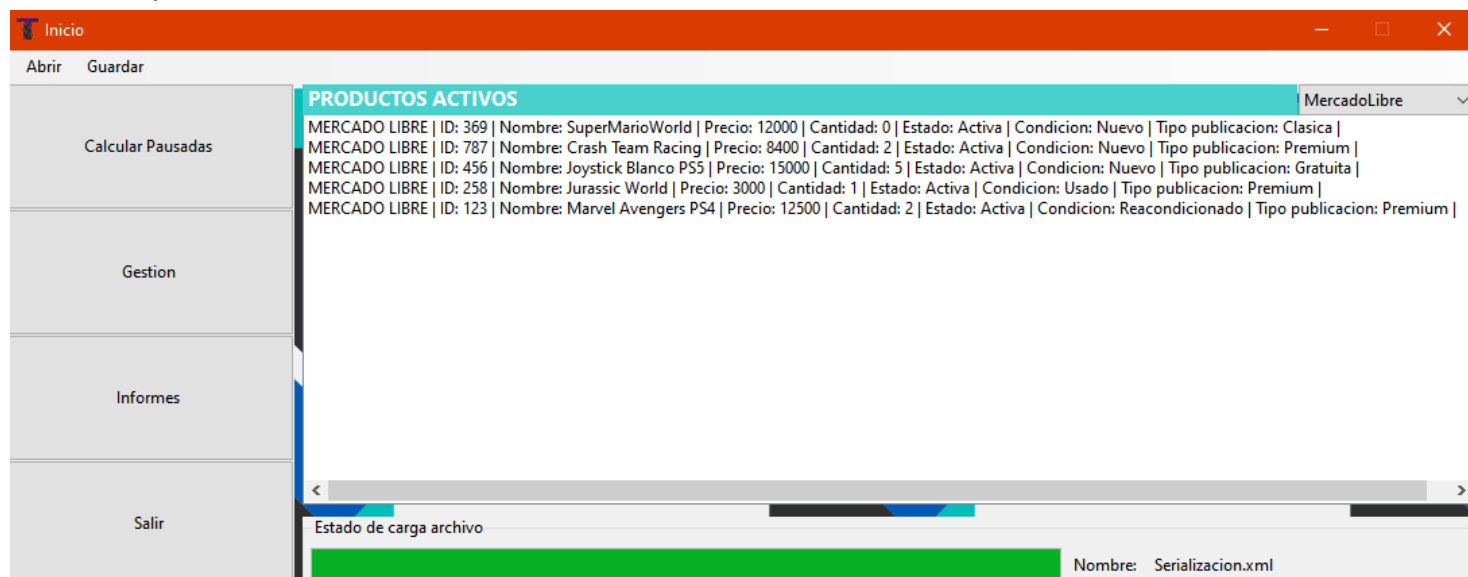 Inicio
Abrir Guardar
Calcular Pausadas
Gestion
Informes
Salir
PRODUCTOS ACTIVOS MercadoLibre
MERCADO LIBRE | ID: 369 | Nombre: SuperMarioWorld | Precio: 12000 | Cantidad: 0 | Estado: Activa | Condicion: Nuevo | Tipo publicacion: Clasica |
MERCADO LIBRE | ID: 787 | Nombre: Crash Team Racing | Precio: 8400 | Cantidad: 2 | Estado: Activa | Condicion: Nuevo | Tipo publicacion: Premium |
MERCADO LIBRE | ID: 456 | Nombre: Joystick Blanco PS5 | Precio: 15000 | Cantidad: 5 | Estado: Activa | Condicion: Nuevo | Tipo publicacion: Gratuita |
MERCADO LIBRE | ID: 258 | Nombre: Jurassic World | Precio: 3000 | Cantidad: 1 | Estado: Activa | Condicion: Usado | Tipo publicacion: Premium |
MERCADO LIBRE | ID: 123 | Nombre: Marvel Avengers PS4 | Precio: 12500 | Cantidad: 2 | Estado: Activa | Condicion: Reacondicionado | Tipo publicacion: Premium |
Estado de carga archivo
Nombre: Serializacion.xml